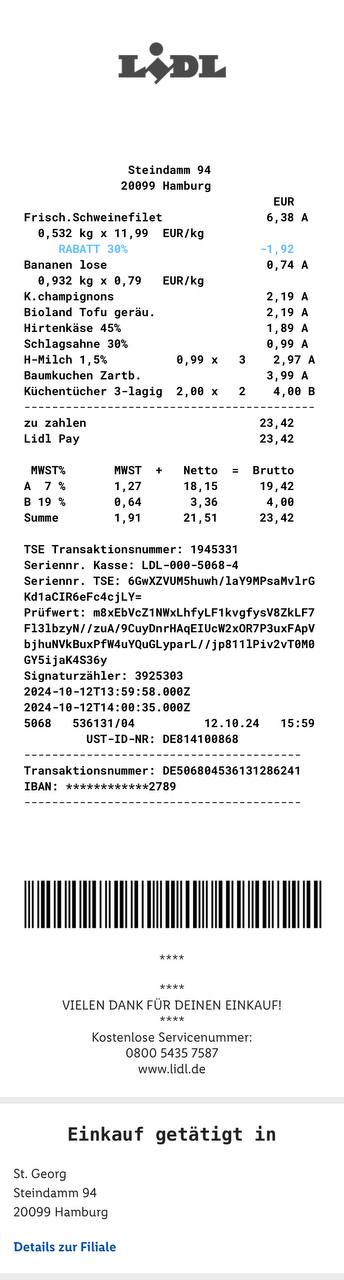 LIDL
Steindamm 94
20099 Hamburg
EUR
Frisch.Schweinefilet 6,38 A
0,532 kg x 11,99 EUR/kg
RABATT 30% -1,92
Bananen lose 0,74 A
0,932 kg x 0,79 EUR/kg
K.champignons 2,19 A
Bioland Tofu geräu. 2,19 A
Hirtenkäse 45% 1,89 A
Schlagsahne 30% 0,99 A
H-Milch 1,5% 0,99 x 3 2,97 A
Baumkuchen Zartb. 3,99 A
Küchentücher 3-lagig 2,00 x 2 4,00 B
------------------------------------------
zu zahlen 23,42
Lidl Pay 23,42
MWST% MWST + Netto = Brutto
A 7 % 1,27 18,15 19,42
B 19 % 0,64 3,36 4,00
Summe 1,91 21,51 23,42
TSE Transaktionsnummer: 1945331
Seriennr. Kasse: LDL-000-5068-4
Seriennr. TSE: 6GwXZVUM5huwh/laY9MPsaMvlrG
Kd1aCIR6eFc4cjLY=
Prüfwert: m8xEbVcZ1NWxLhfyLF1kvgfysV8ZkLF7
Fl3lbzyN//zuA/9CuyDnrHAqEIUcW2xOR7P3uxFApV
bjhuNVkBuxPfW4uYQuGLyparL//jp811lPiv2vT0M0
GY5ijaK4S36y
Signaturzähler: 3925303
2024-10-12T13:59:58.000Z
2024-10-12T14:00:35.000Z
5068 536131/04 12.10.24 15:59
UST-ID-NR: DE814100868
----------------------------------------
Transaktionsnummer: DE506804536131286241
IBAN: ************2789
----------------------------------------
****
****
VIELEN DANK FÜR DEINEN EINKAUF!
****
Kostenlose Servicenummer:
0800 5435 7587
www.lidl.de
Einkauf getätigt in
St. Georg
Steindamm 94
20099 Hamburg
Details zur Filiale